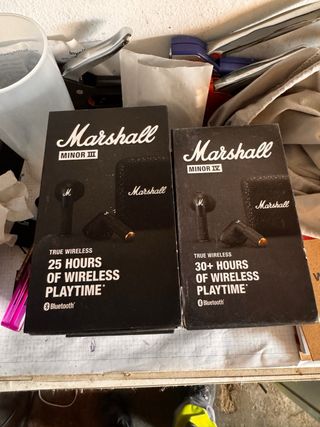 Marshall
MINOR III
Marshall
TRUE WIRELESS
25 HOURS
OF WIRELESS
PLAYTIME*
Bluetooth®
Marshall
MINOR IV
Marshall
TRUE WIRELESS
30+ HOURS
OF WIRELESS
PLAYTIME*
Bluetooth®